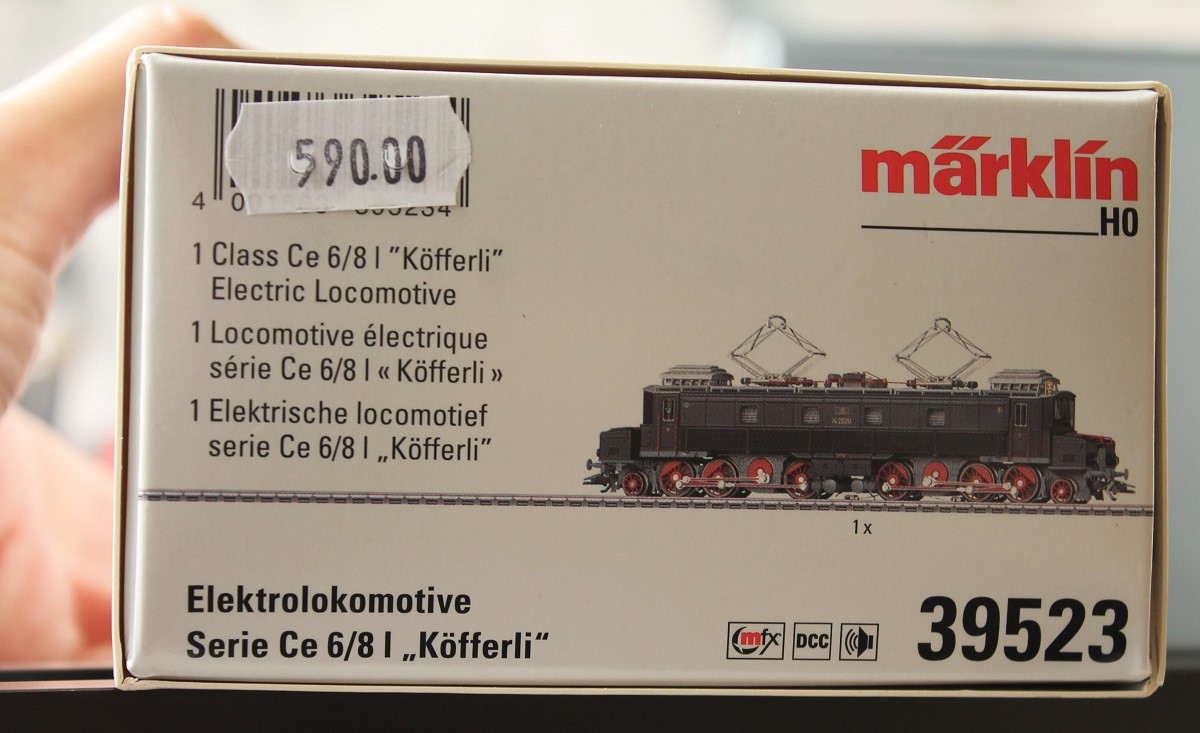 590.00
märklín
H0
1 Class Ce 6/8 I ”Köfferli”
Electric Locomotive
1 Locomotive électrique
série Ce 6/8 I « Köfferli »
1 Elektrische locomotief
serie Ce 6/8 I „Köfferli”
1 x
Elektrolokomotive
Serie Ce 6/8 I „Köfferli“
mfx
DCC
39523